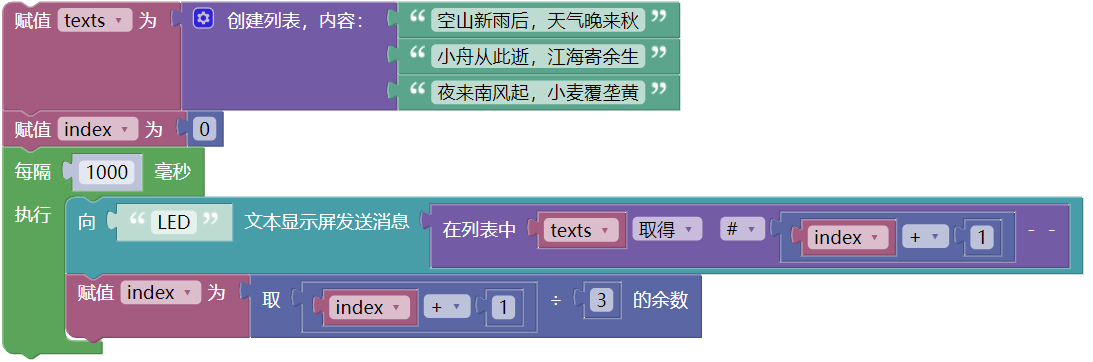 赋值 texts 为 创建列表，内容： “ 空山新雨后，天气晚来秋 ”
“ 小舟从此逝，江海寄余生 ”
“ 夜来南风起，小麦覆垄黄 ”
赋值 index 为 0
每隔 1000 毫秒
执行 向 “ LED ” 文本显示屏发送消息 在列表中 texts 取得 # index + 1 - -
赋值 index 为 取 index + 1 ÷ 3 的余数